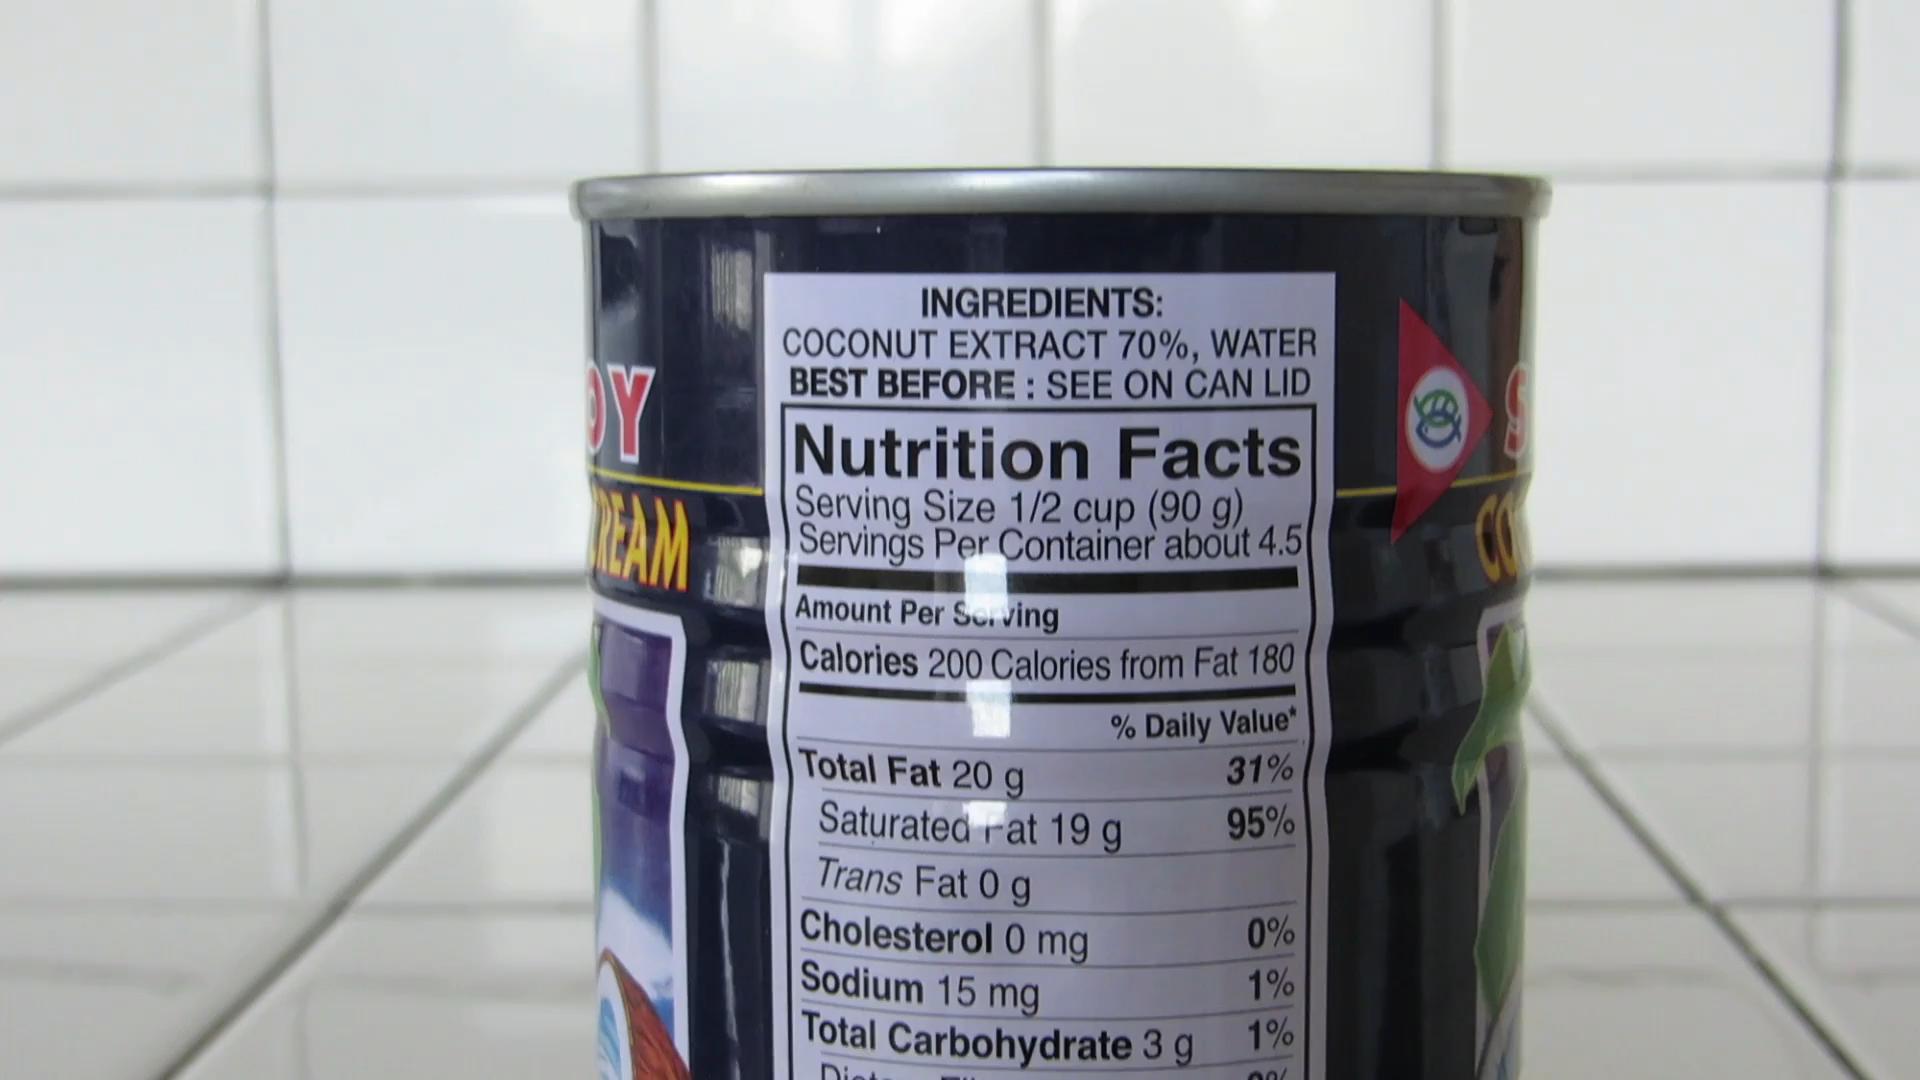 OY
CREAM
INGREDIENTS:
COCONUT EXTRACT 70%, WATER
BEST BEFORE : SEE ON CAN LID
Nutrition Facts
Serving Size 1/2 cup (90 g)
Servings Per Container about 4.5
Amount Per Serving
Calories 200 Calories from Fat 180
% Daily Value*
Total Fat 20 g 31%
Saturated Fat 19 g 95%
Trans Fat 0 g
Cholesterol 0 mg 0%
Sodium 15 mg 1%
Total Carbohydrate 3 g 1%
S
CO